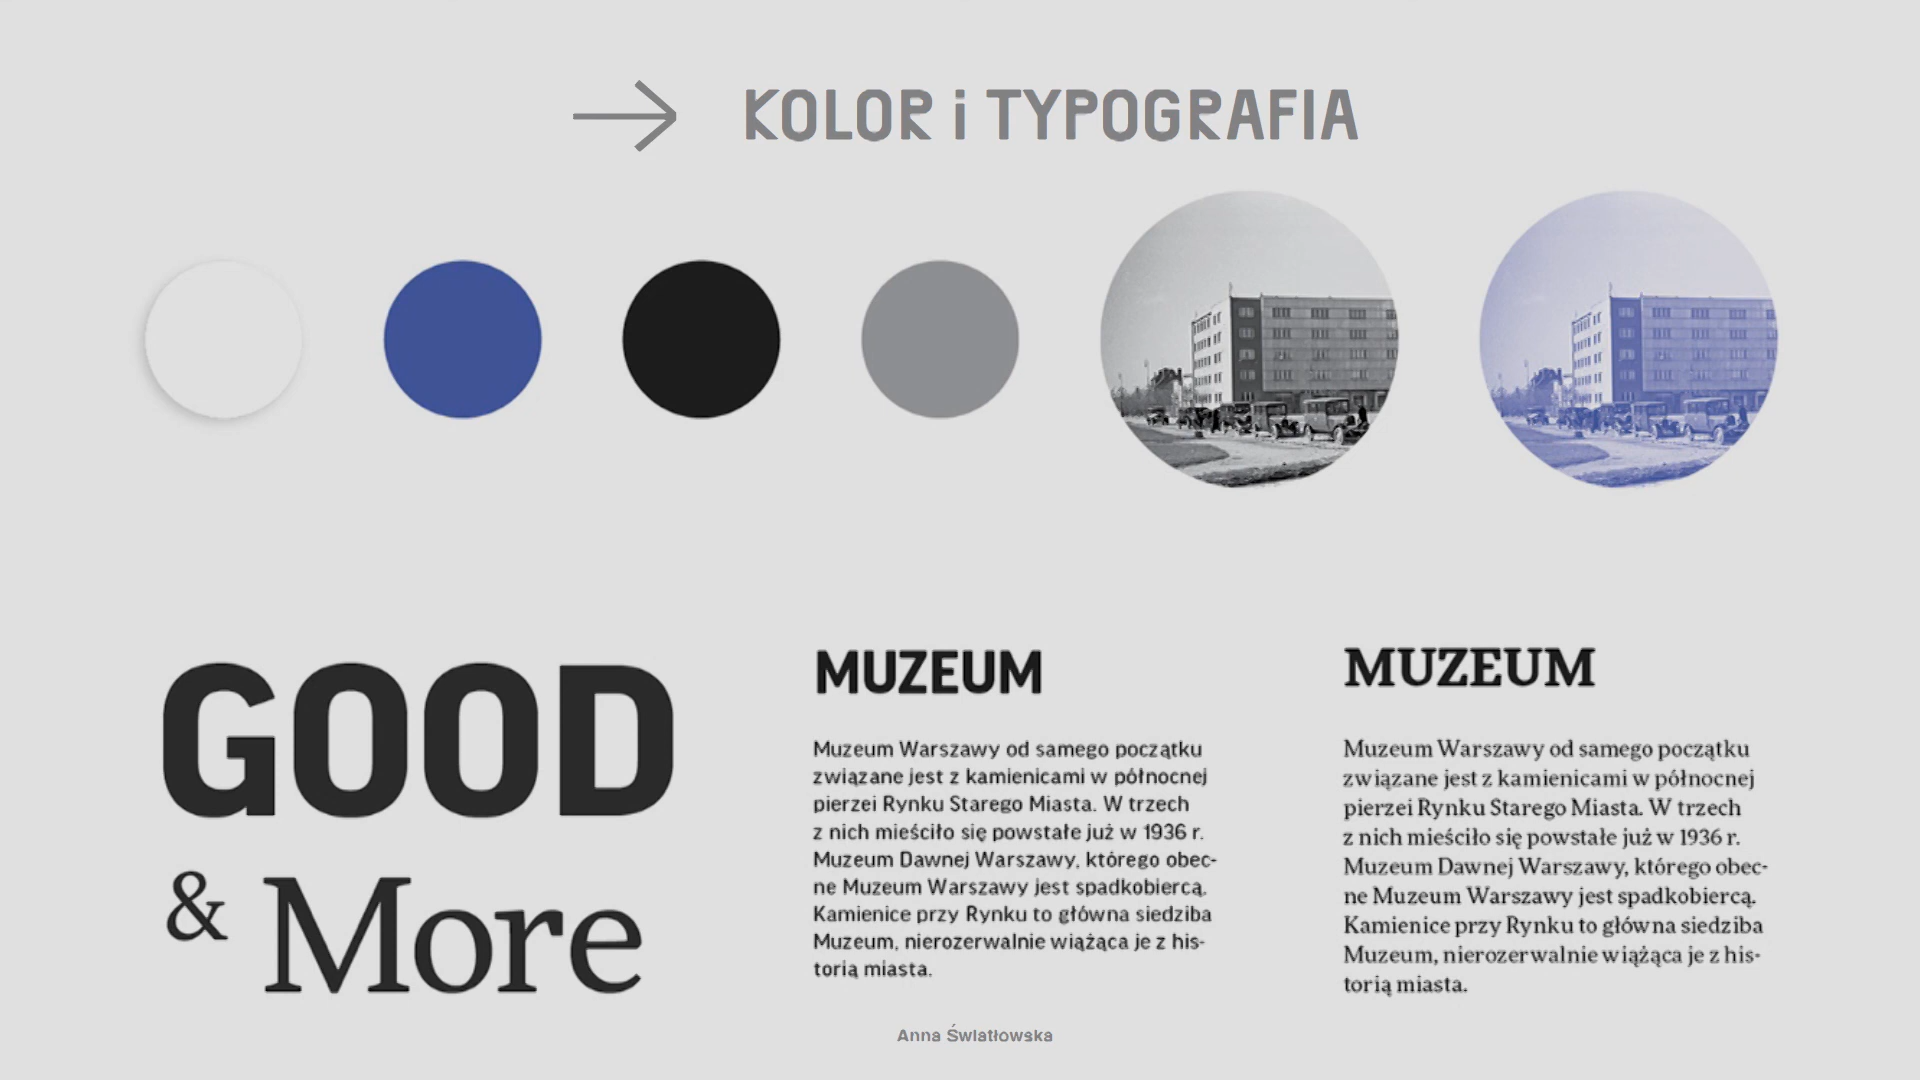 KOLOR i TYPOGRAFIA
GOOD
& More
MUZEUM
Muzeum Warszawy od samego początku
związane jest z kamienicami w północnej
pierzei Rynku Starego Miasta. W trzech
z nich mieściło się powstałe już w 1936 r.
Muzeum Dawnej Warszawy, którego obec-
ne Muzeum Warszawy jest spadkobiercą.
Kamienice przy Rynku to główna siedziba
Muzeum, nierozerwalnie wiążąca je z his-
torią miasta.
MUZEUM
Muzeum Warszawy od samego początku
związane jest z kamienicami w północnej
pierzei Rynku Starego Miasta. W trzech
z nich mieściło się powstałe już w 1936 r.
Muzeum Dawnej Warszawy, którego obec-
ne Muzeum Warszawy jest spadkobiercą.
Kamienice przy Rynku to główna siedziba
Muzeum, nierozerwalnie wiążąca je z his-
torią miasta.
Anna Światłowska